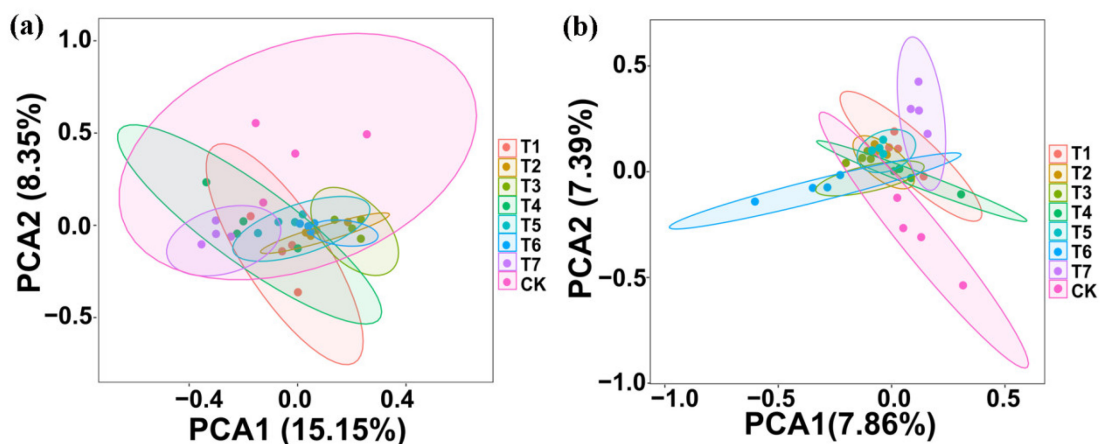 (a)
1.0
0.5
0.0
−0.5
PCA2 (8.35%)
−0.4
0.0
0.4
PCA1 (15.15%)
T1
T2
T3
T4
T5
T6
T7
CK
(b)
0.5
0.0
−0.5
−1.0
PCA2 (7.39%)
−1.0
−0.5
0.0
0.5
PCA1(7.86%)
T1
T2
T3
T4
T5
T6
T7
CK